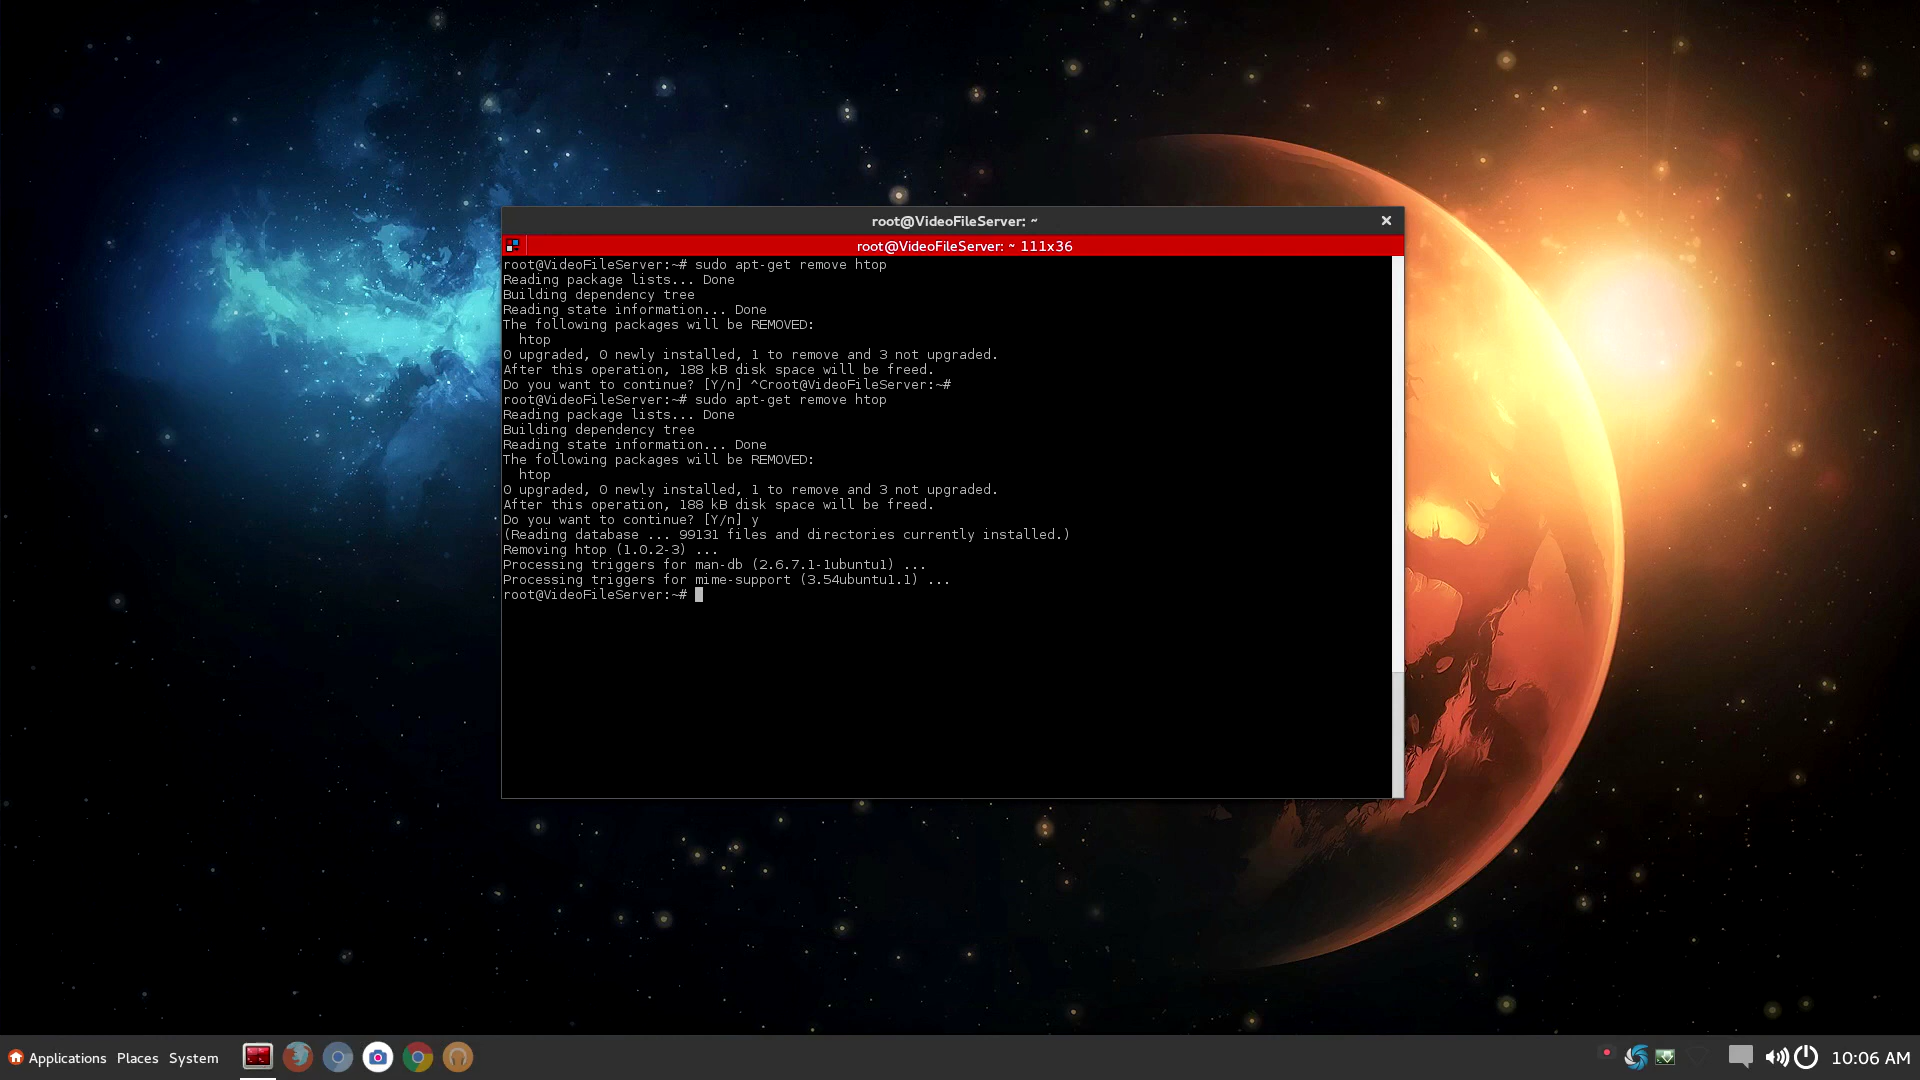 root@VideoFileServer: ~
root@VideoFileServer: ~ 111x36
root@VideoFileServer:~# sudo apt-get remove htop
Reading package lists... Done
Building dependency tree
Reading state information... Done
The following packages will be REMOVED:
  htop
0 upgraded, 0 newly installed, 1 to remove and 3 not upgraded.
After this operation, 188 kB disk space will be freed.
Do you want to continue? [Y/n] ^Croot@VideoFileServer:~#
root@VideoFileServer:~# sudo apt-get remove htop
Reading package lists... Done
Building dependency tree
Reading state information... Done
The following packages will be REMOVED:
  htop
0 upgraded, 0 newly installed, 1 to remove and 3 not upgraded.
After this operation, 188 kB disk space will be freed.
Do you want to continue? [Y/n] y
(Reading database ... 99131 files and directories currently installed.)
Removing htop (1.0.2-3) ...
Processing triggers for man-db (2.6.7.1-1ubuntu1) ...
Processing triggers for mime-support (3.54ubuntu1.1) ...
root@VideoFileServer:~#
Applications Places System 10:06 AM